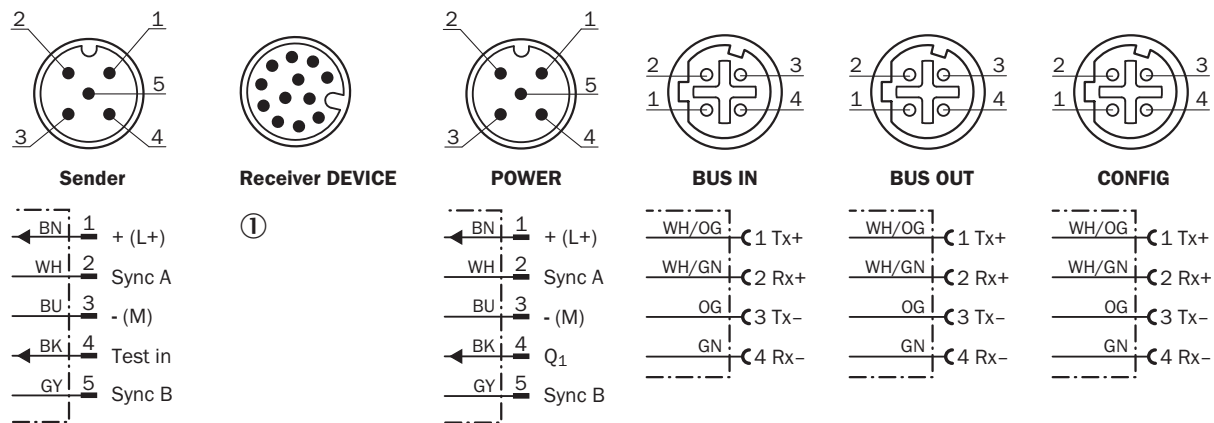 2 1
5
3 4
Sender
BN 1 + (L+)
WH 2 Sync A
BU 3 - (M)
BK 4 Test in
GY 5 Sync B
Receiver DEVICE
①
2 1
5
3 4
POWER
BN 1 + (L+)
WH 2 Sync A
BU 3 - (M)
BK 4 Q₁
GY 5 Sync B
2 3
1 4
BUS IN
WH/OG 1 Tx+
WH/GN 2 Rx+
OG 3 Tx–
GN 4 Rx–
2 3
1 4
BUS OUT
WH/OG 1 Tx+
WH/GN 2 Rx+
OG 3 Tx–
GN 4 Rx–
2 3
1 4
CONFIG
WH/OG 1 Tx+
WH/GN 2 Rx+
OG 3 Tx–
GN 4 Rx–